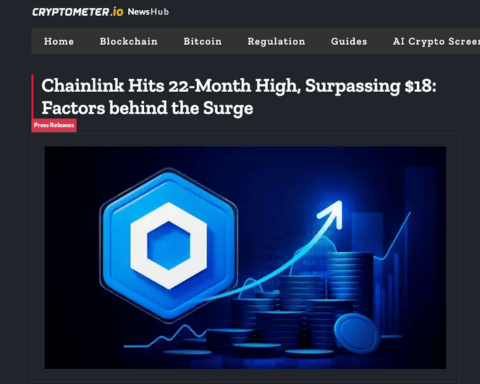 CRYPTOMETER.io NewsHub
Home Blockchain Bitcoin Regulation Guides AI Crypto
Chainlink Hits 22-Month High, Surpassing $18:
Factors behind the Surge
Press Releases